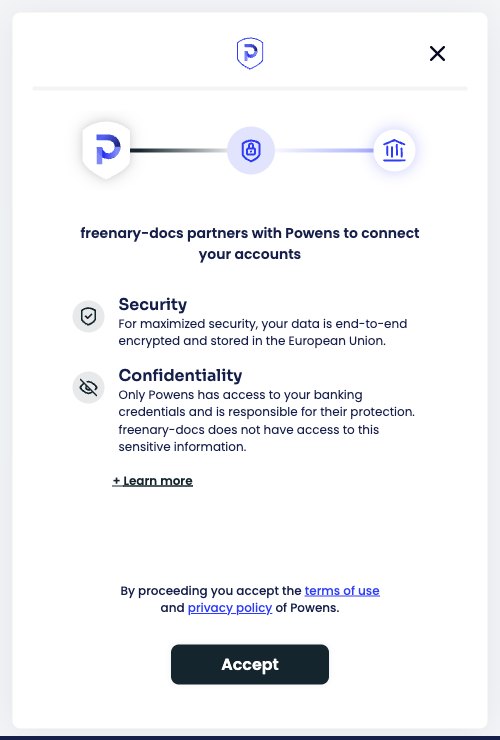 freenary-docs partners with Powens to connect
your accounts
Security
For maximized security, your data is end-to-end
encrypted and stored in the European Union.
Confidentiality
Only Powens has access to your banking
credentials and is responsible for their protection.
freenary-docs does not have access to this
sensitive information.
+ Learn more
By proceeding you accept the terms of use
and privacy policy of Powens.
Accept